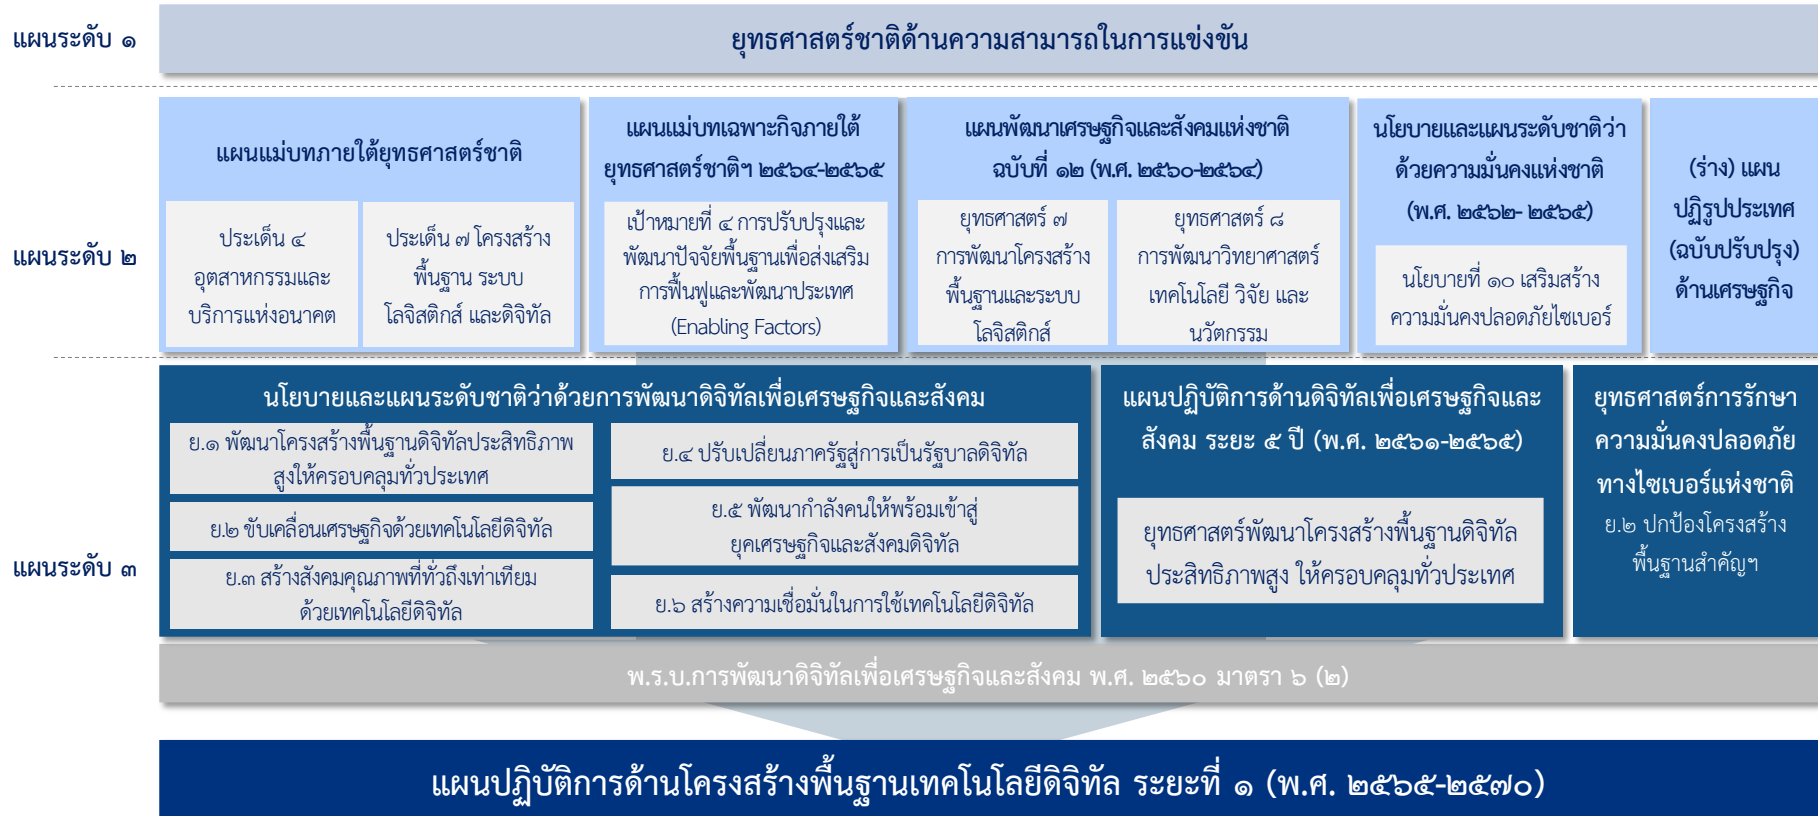 แผนระดับ ๑
ยุทธศาสตร์ชาติด้านความสามารถในการแข่งขัน
แผนระดับ ๒
แผนแม่บทภายใต้ยุทธศาสตร์ชาติ
ประเด็น ๔
อุตสาหกรรมและ
บริการแห่งอนาคต
ประเด็น ๗ โครงสร้าง
พื้นฐาน ระบบ
โลจิสติกส์ และดิจิทัล
แผนแม่บทเฉพาะกิจภายใต้
ยุทธศาสตร์ชาติฯ ๒๕๖๔-๒๕๖๕
เป้าหมายที่ ๔ การปรับปรุงและ
พัฒนาปัจจัยพื้นฐานเพื่อส่งเสริม
การฟื้นฟูและพัฒนาประเทศ
(Enabling Factors)
แผนพัฒนาเศรษฐกิจและสังคมแห่งชาติ
ฉบับที่ ๑๒ (พ.ศ. ๒๕๖๐-๒๕๖๔)
ยุทธศาสตร์ ๗
การพัฒนาโครงสร้าง
พื้นฐานและระบบ
โลจิสติกส์
ยุทธศาสตร์ ๘
การพัฒนาวิทยาศาสตร์
เทคโนโลยี วิจัย และ
นวัตกรรม
นโยบายและแผนระดับชาติว่า
ด้วยความมั่นคงแห่งชาติ
(พ.ศ. ๒๕๖๒- ๒๕๖๕)
นโยบายที่ ๑๐ เสริมสร้าง
ความมั่นคงปลอดภัยไซเบอร์
(ร่าง) แผน
ปฏิรูปประเทศ
(ฉบับปรับปรุง)
ด้านเศรษฐกิจ
แผนระดับ ๓
นโยบายและแผนระดับชาติว่าด้วยการพัฒนาดิจิทัลเพื่อเศรษฐกิจและสังคม
ย.๑ พัฒนาโครงสร้างพื้นฐานดิจิทัลประสิทธิภาพ
สูงให้ครอบคลุมทั่วประเทศ
ย.๒ ขับเคลื่อนเศรษฐกิจด้วยเทคโนโลยีดิจิทัล
ย.๓ สร้างสังคมคุณภาพที่ทั่วถึงเท่าเทียม
ด้วยเทคโนโลยีดิจิทัล
ย.๔ ปรับเปลี่ยนภาครัฐสู่การเป็นรัฐบาลดิจิทัล
ย.๕ พัฒนากำลังคนให้พร้อมเข้าสู่
ยุคเศรษฐกิจและสังคมดิจิทัล
ย.๖ สร้างความเชื่อมั่นในการใช้เทคโนโลยีดิจิทัล
แผนปฏิบัติการด้านดิจิทัลเพื่อเศรษฐกิจและ
สังคม ระยะ ๕ ปี (พ.ศ. ๒๕๖๑-๒๕๖๕)
ยุทธศาสตร์พัฒนาโครงสร้างพื้นฐานดิจิทัล
ประสิทธิภาพสูง ให้ครอบคลุมทั่วประเทศ
ยุทธศาสตร์การรักษา
ความมั่นคงปลอดภัย
ทางไซเบอร์แห่งชาติ
ย.๒ ปกป้องโครงสร้าง
พื้นฐานสำคัญฯ
พ.ร.บ.การพัฒนาดิจิทัลเพื่อเศรษฐกิจและสังคม พ.ศ. ๒๕๖๐ มาตรา ๖ (๒)
แผนปฏิบัติการด้านโครงสร้างพื้นฐานเทคโนโลยีดิจิทัล ระยะที่ ๑ (พ.ศ. ๒๕๖๕-๒๕๗๐)